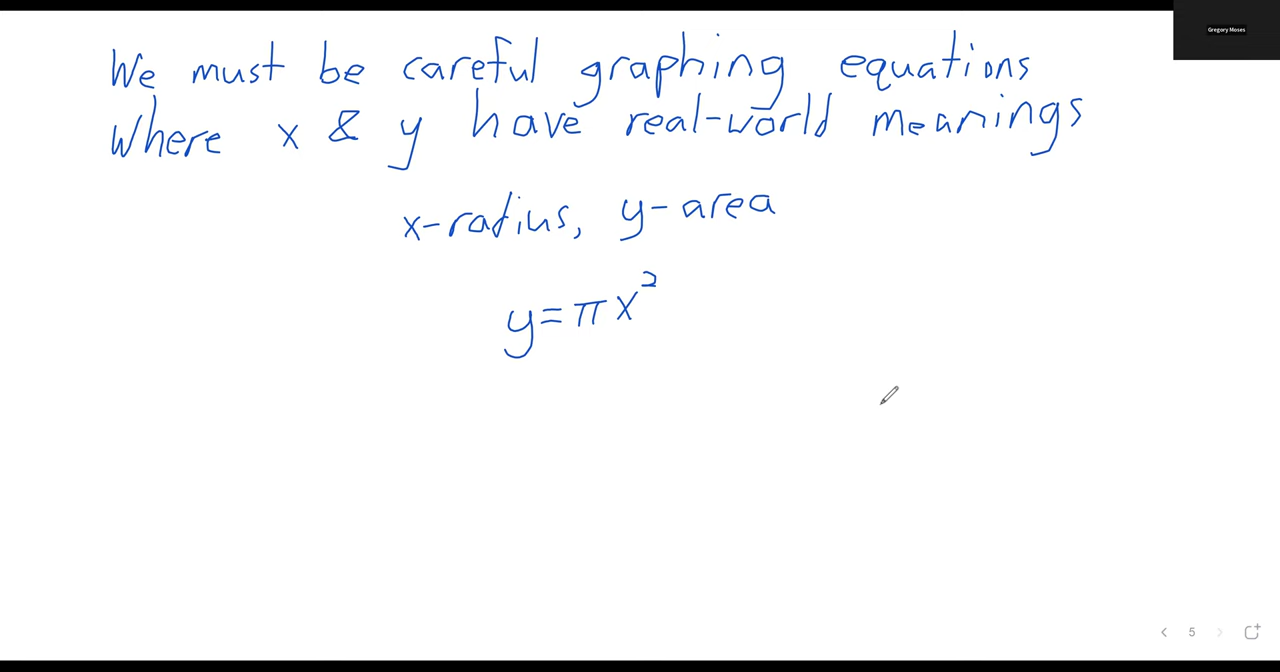 Gregory Moses
We must be careful graphing equations
Where x & y have real-world meanings
x-radius, y-area
y=πx²
5